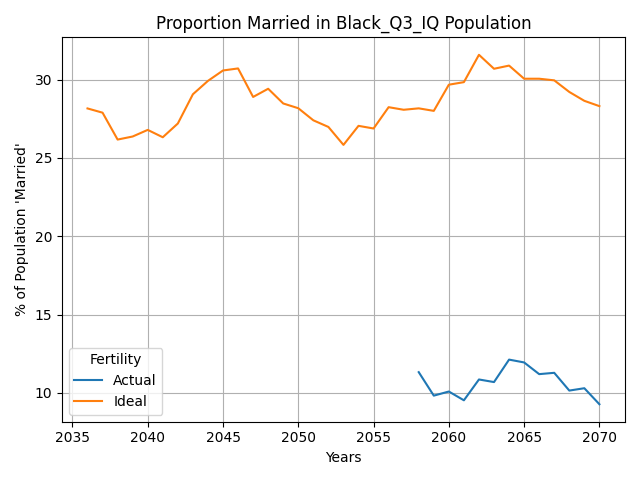 Proportion Married in Black_Q3_IQ Population
% of Population 'Married'
30
25
20
15
10
Fertility
Actual
Ideal
2035 2040 2045 2050 2055 2060 2065 2070
Years